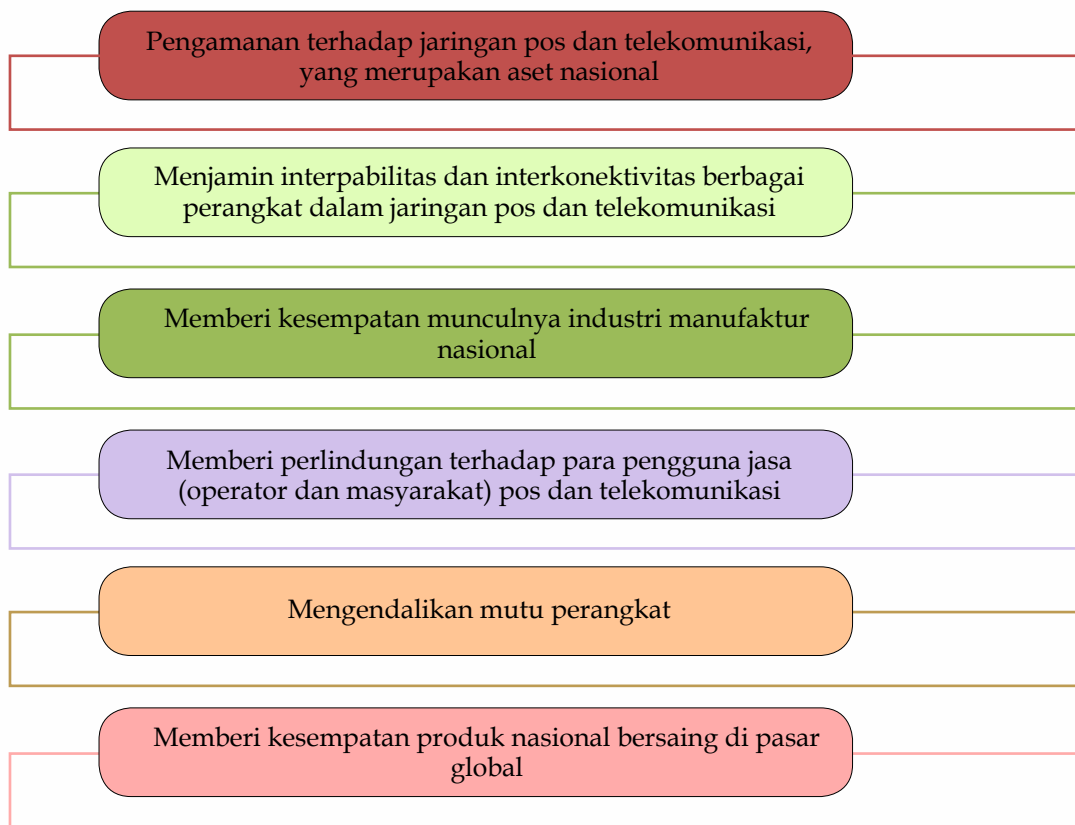 Pengamanan terhadap jaringan pos dan telekomunikasi,
yang merupakan aset nasional
Menjamin interpabilitas dan interkonektivitas berbagai
perangkat dalam jaringan pos dan telekomunikasi
Memberi kesempatan munculnya industri manufaktur
nasional
Memberi perlindungan terhadap para pengguna jasa
(operator dan masyarakat) pos dan telekomunikasi
Mengendalikan mutu perangkat
Memberi kesempatan produk nasional bersaing di pasar
global